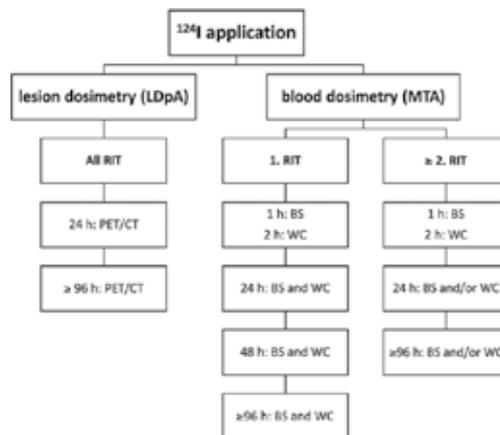 ¹²⁴I application
lesion dosimetry (LDpA)
All RIT
24 h: PET/CT
≥ 96 h: PET/CT
blood dosimetry (MTA)
1. RIT
1 h: BS
2 h: WC
24 h: BS and WC
48 h: BS and WC
≥96 h: BS and WC
≥ 2. RIT
1 h: BS
2 h: WC
24 h: BS and/or WC
≥96 h: BS and/or WC